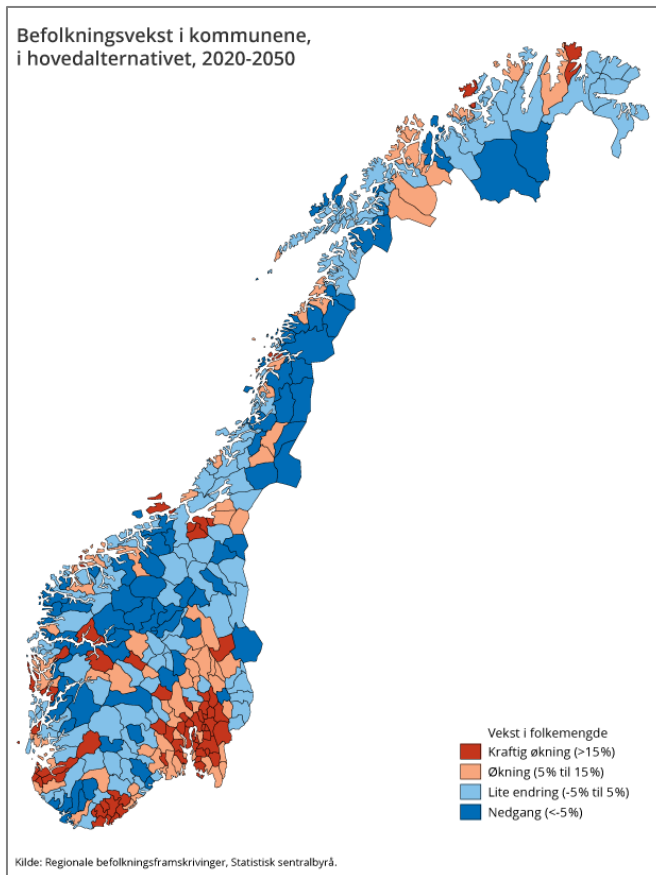 Befolkningsvekst i kommunene,
i hovedalternativet, 2020-2050
Vekst i folkemengde
Kraftig økning (>15%)
Økning (5% til 15%)
Lite endring (-5% til 5%)
Nedgang (<-5%)
Kilde: Regionale befolkningsframskrivinger, Statistisk sentralbyrå.